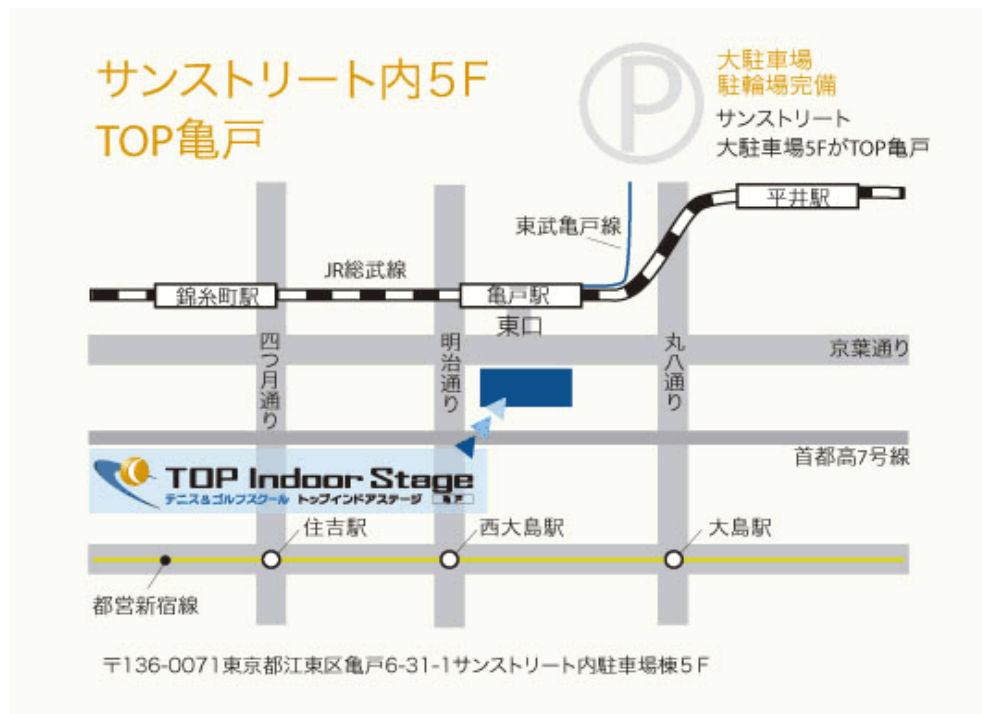 サンストリート内５F
TOP亀戸
大駐車場
駐輪場完備
サンストリート
大駐車場5FがTOP亀戸
P
平井駅
東武亀戸線
JR総武線
錦糸町駅
亀戸駅
東口
京葉通り
四つ月通り
明治通り
丸八通り
首都高7号線
TOP Indoor Stage
テニス&ゴルフスクール トップインドアステージ 亀戸
住吉駅
西大島駅
大島駅
都営新宿線
〒136-0071東京都江東区亀戸6-31-1サンストリート内駐車場棟５F